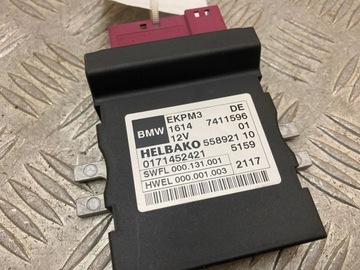 BMW EKPM3 DE
1614 7411596
12V 01
HELBAKO 558921 10
0171452421 5159
SWFL 000.131.001
HWEL 000.001.003 2117